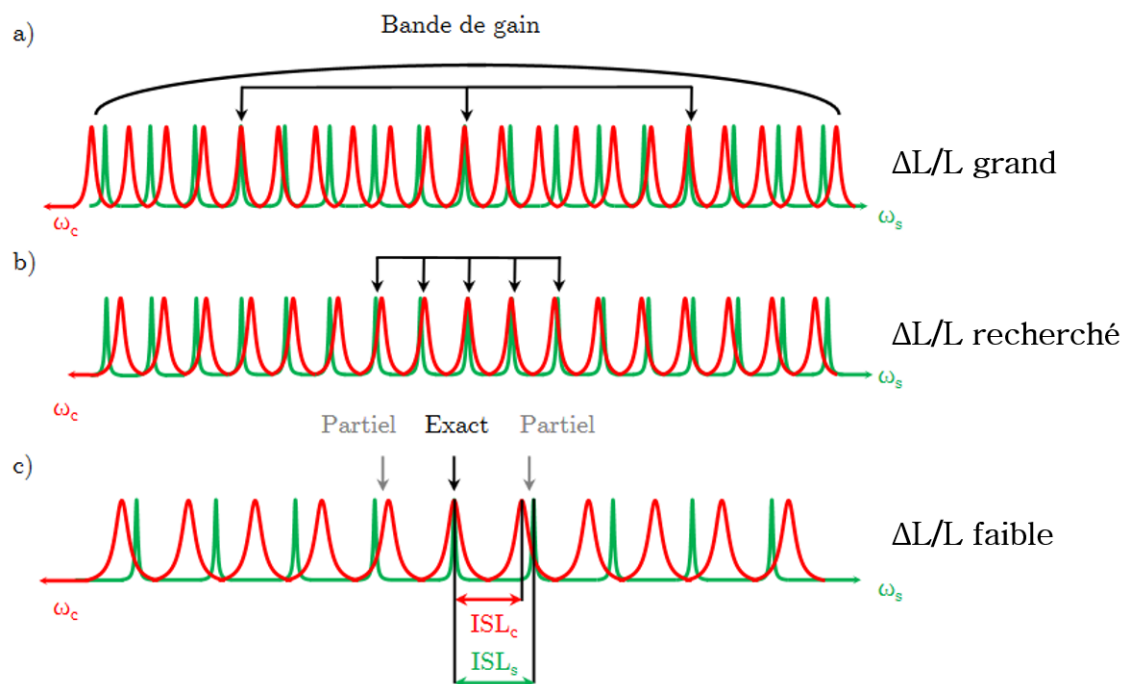 a)
Bande de gain
ΔL/L grand
ω_c
ω_s
b)
ΔL/L recherché
ω_c
ω_s
Partiel Exact Partiel
c)
ΔL/L faible
ω_c
ω_s
ISL_c
ISL_s